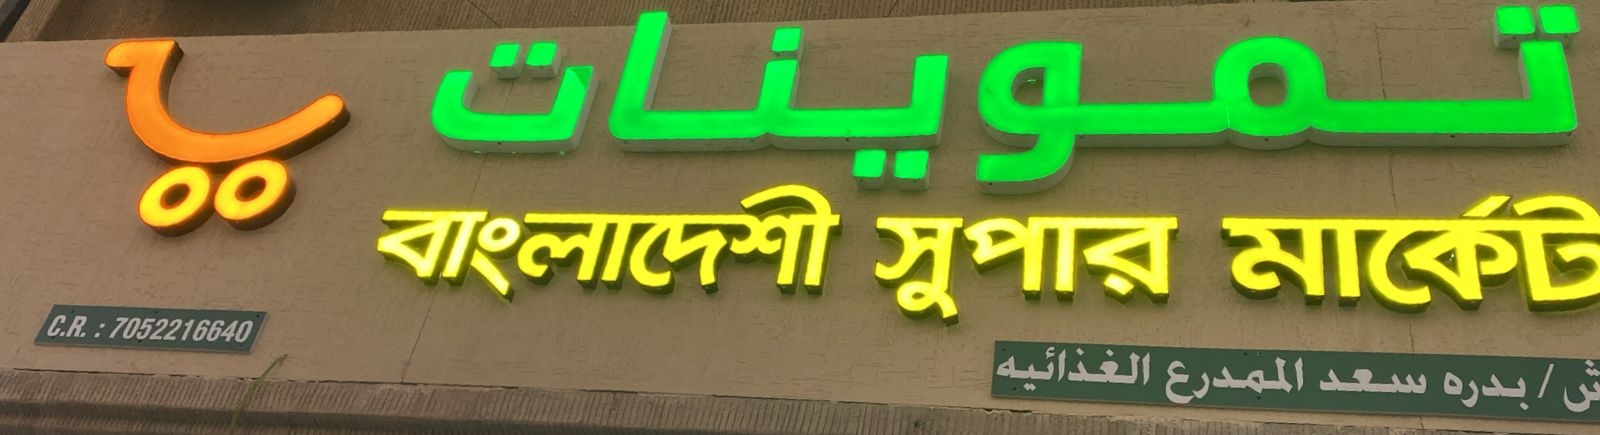 تموينات
বাংলাদেশী সুপার মার্কেট
C.R. : 7052216640
ش / بدره سعد الممدرع الغذائيه